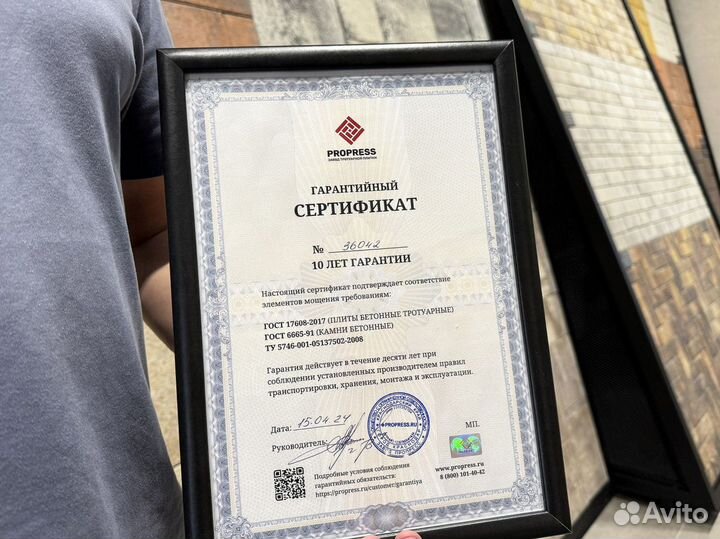 PROPRESS
ЗАВОД ТРОТУАРНОЙ ПЛИТКИ
ГАРАНТИЙНЫЙ
СЕРТИФИКАТ
№ 36042
10 ЛЕТ ГАРАНТИИ
Настоящий сертификат подтверждает соответствие
элементов мощения требованиям:
ГОСТ 17608-2017 (ПЛИТЫ БЕТОННЫЕ ТРОТУАРНЫЕ)
ГОСТ 6665-91 (КАМНИ БЕТОННЫЕ)
ТУ 5746-001-05137502-2008
Гарантия действует в течение десяти лет при
соблюдении установленных производителем правил
транспортировки, хранения, монтажа и эксплуатации.
Дата: 15.04.24
МП.
PROPRESS.RU
Руководитель:
Подробные условия соблюдения
гарантийных обязательств:
https://propress.ru/customer/garantiya
www.propress.ru
8 (800) 101-40-42
Avito